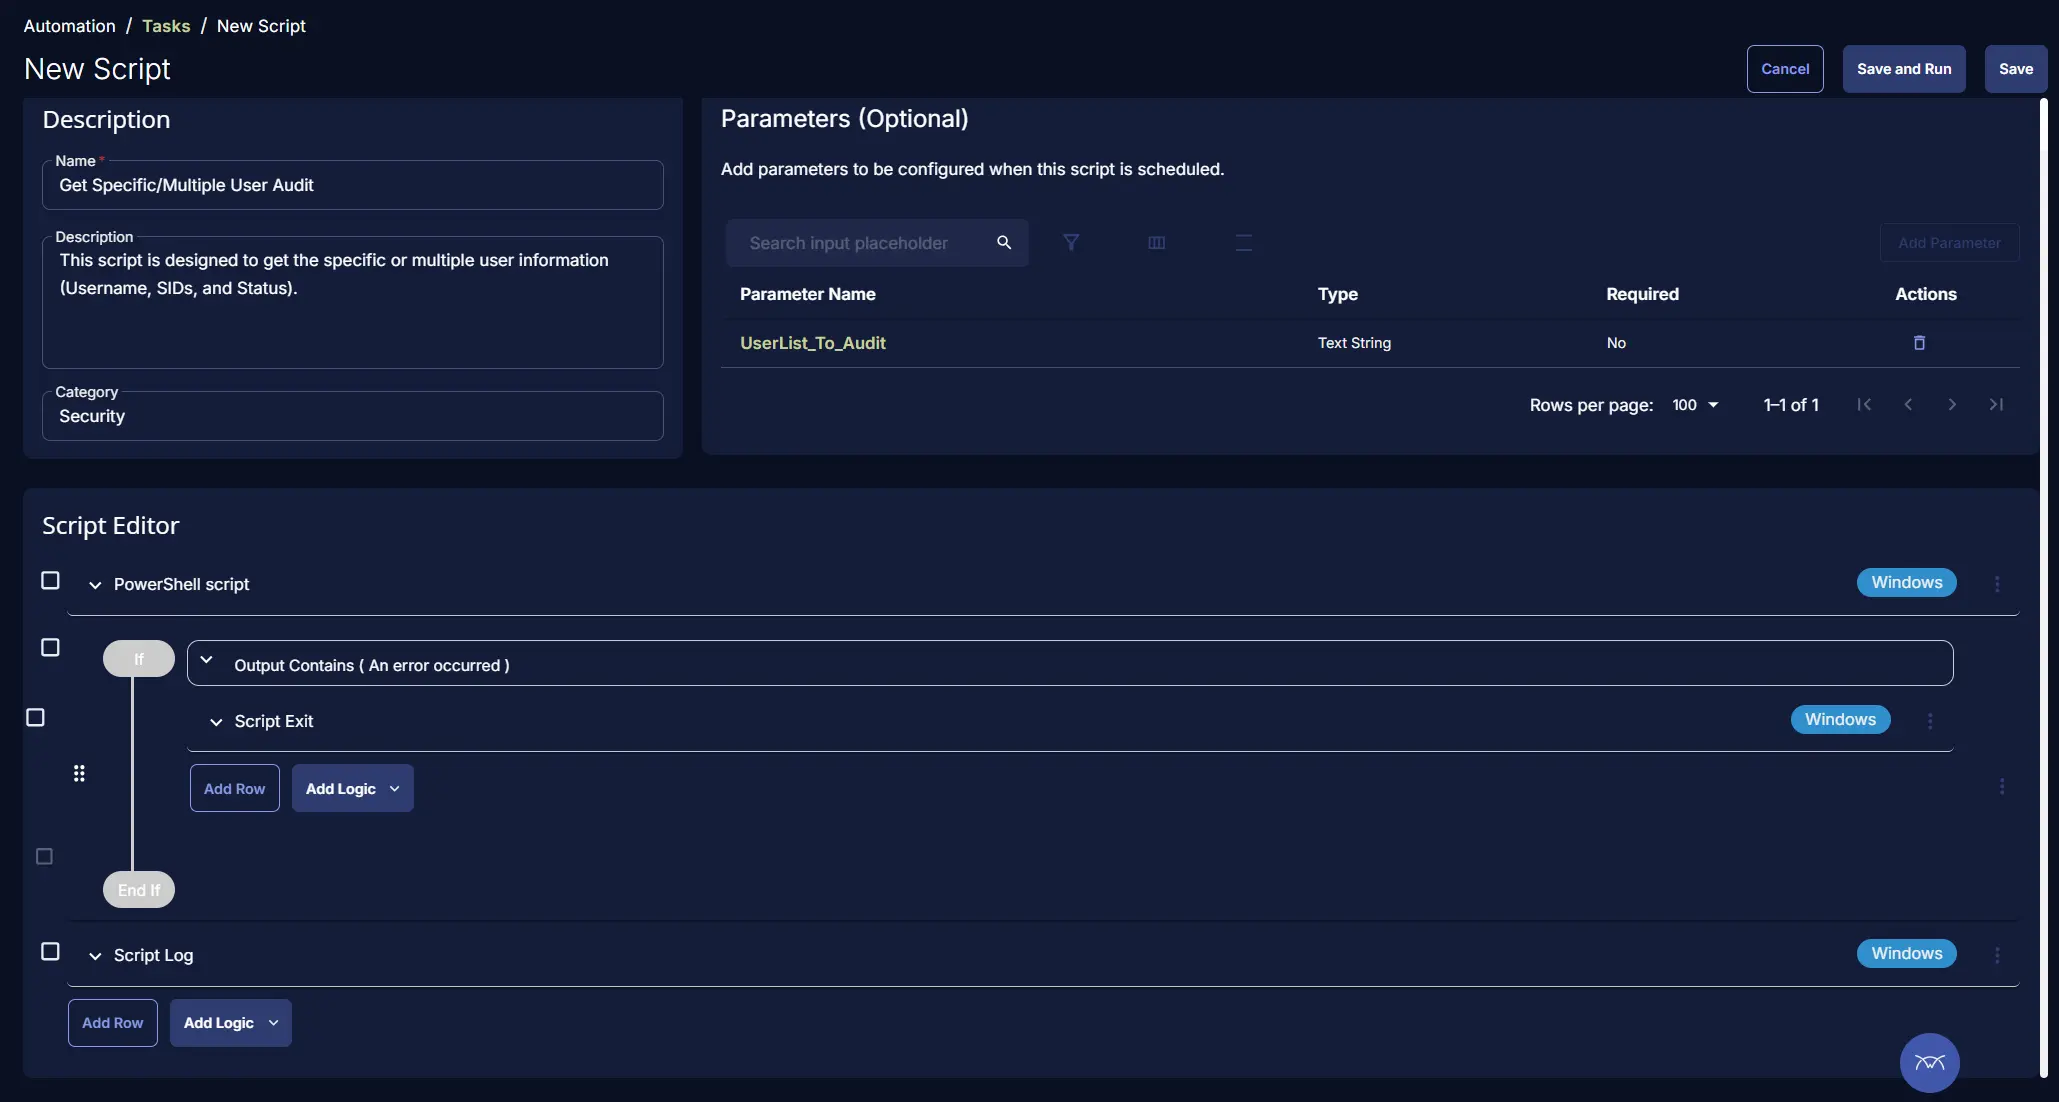 Automation / Tasks / New Script
New Script
Cancel
Save and Run
Save
Description
Name *
Get Specific/Multiple User Audit
Description
This script is designed to get the specific or multiple user information
(Username, SIDs, and Status).
Category
Security
Parameters (Optional)
Add parameters to be configured when this script is scheduled.
Search input placeholder
Add Parameter
Parameter Name Type Required Actions
UserList_To_Audit Text String No
Rows per page: 100 1–1 of 1
Script Editor
PowerShell script Windows
If Output Contains ( An error occurred )
Script Exit Windows
Add Row Add Logic
End If
Script Log Windows
Add Row Add Logic